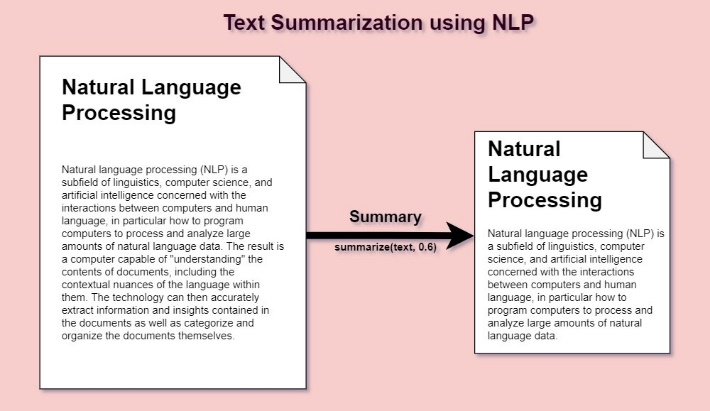 Text Summarization using NLP
Natural Language
Processing
Natural language processing (NLP) is a
subfield of linguistics, computer science, and
artificial intelligence concerned with the
interactions between computers and human
language, in particular how to program
computers to process and analyze large
amounts of natural language data. The result is
a computer capable of "understanding" the
contents of documents, including the
contextual nuances of the language within
them. The technology can then accurately
extract information and insights contained in
the documents as well as categorize and
organize the documents themselves.
Summary
summarize(text, 0.6)
Natural
Language
Processing
Natural language processing (NLP) is
a subfield of linguistics, computer
science, and artificial intelligence
concerned with the interactions
between computers and human
language, in particular how to
program computers to process and
analyze large amounts of natural
language data.